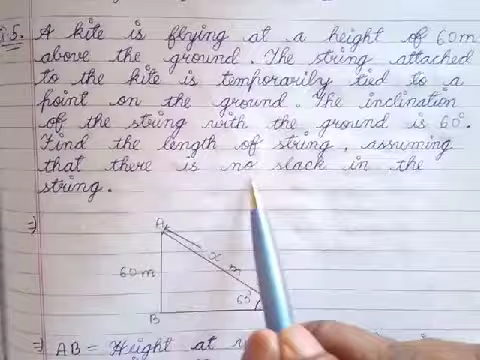 5. A kite is flying at a height of 60m
above the ground. The string attached
to the kite is temporarily tied to a
point on the ground. The inclination
of the string with the ground is 60°.
Find the length of string, assuming
that there is no slack in the
string.
⇒
A
x m
60 m
60°
B
⇒ AB = Height at